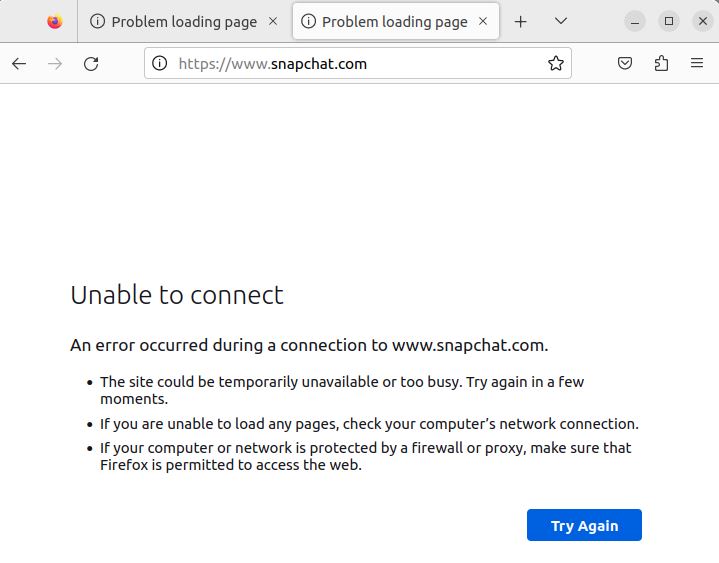 Problem loading page
Problem loading page
https://www.snapchat.com
Unable to connect
An error occurred during a connection to www.snapchat.com.
• The site could be temporarily unavailable or too busy. Try again in a few
moments.
• If you are unable to load any pages, check your computer’s network connection.
• If your computer or network is protected by a firewall or proxy, make sure that
Firefox is permitted to access the web.
Try Again